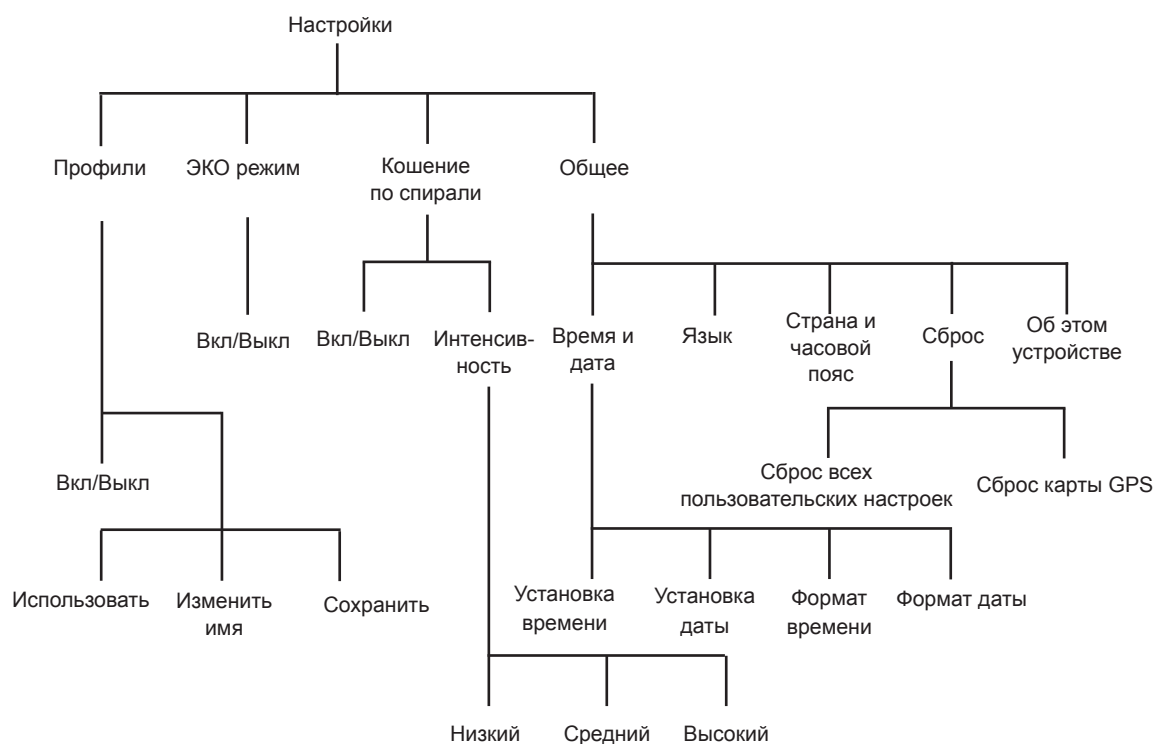 Настройки
Профили
ЭКО режим
Кошение
по спирали
Общее
Вкл/Выкл
Вкл/Выкл
Интенсив-
ность
Время и
дата
Язык
Страна и
часовой
пояс
Сброс
Об этом
устройстве
Вкл/Выкл
Сброс всех
пользовательских настроек
Сброс карты GPS
Использовать
Изменить
имя
Сохранить
Установка
времени
Установка
даты
Формат
времени
Формат даты
Низкий
Средний
Высокий